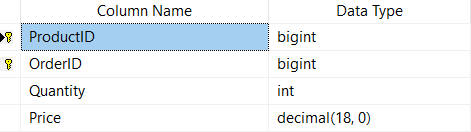 Column Name Data Type
ProductID bigint
OrderID bigint
Quantity int
Price decimal(18, 0)